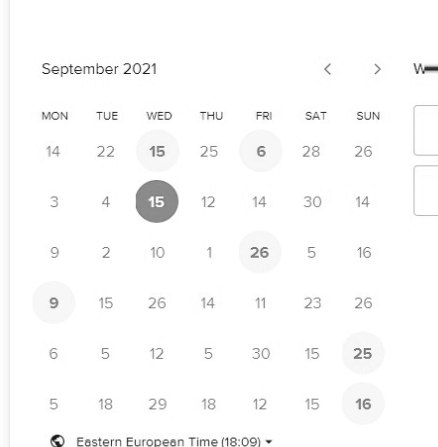 September 2021
MON TUE WED THU FRI SAT SUN
14 22 15 25 6 28 26
3 4 15 12 14 30 14
9 2 10 1 26 5 16
9 15 26 14 11 23 26
6 5 12 5 30 15 25
5 18 29 18 12 15 16
Eastern European Time (18:09)